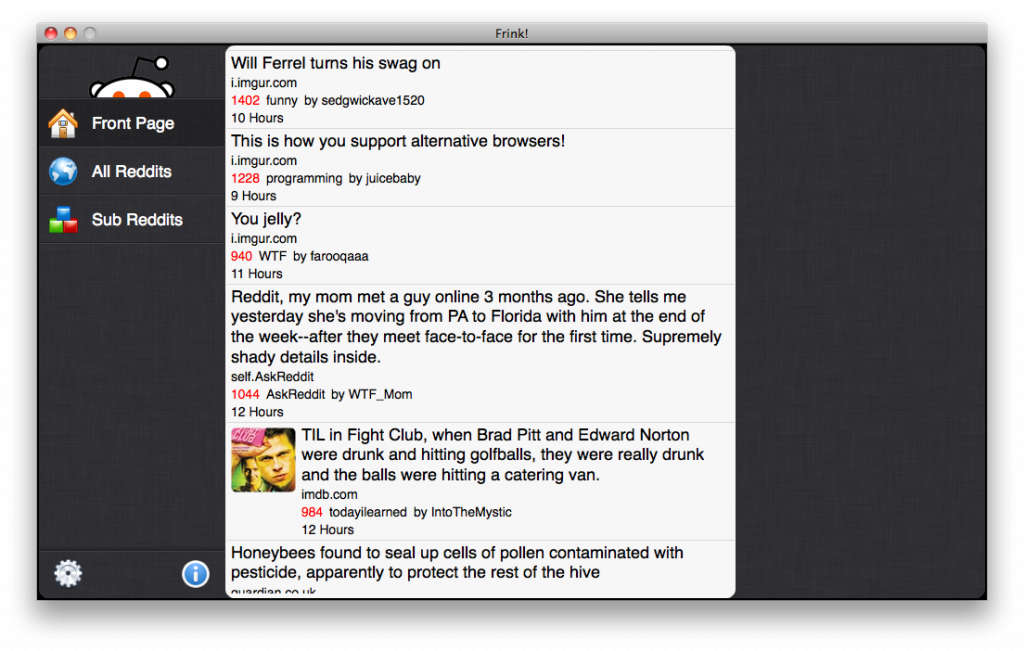 Frink!
Front Page
All Reddits
Sub Reddits
Will Ferrel turns his swag on
i.imgur.com
1402 funny by sedgwickave1520
10 Hours
This is how you support alternative browsers!
i.imgur.com
1228 programming by juicebaby
9 Hours
You jelly?
i.imgur.com
940 WTF by farooqaaa
11 Hours
Reddit, my mom met a guy online 3 months ago. She tells me
yesterday she's moving from PA to Florida with him at the end of
the week--after they meet face-to-face for the first time. Supremely
shady details inside.
self.AskReddit
1044 AskReddit by WTF_Mom
12 Hours
CLUB
TIL in Fight Club, when Brad Pitt and Edward Norton
were drunk and hitting golfballs, they were really drunk
and the balls were hitting a catering van.
imdb.com
984 todayilearned by IntoTheMystic
12 Hours
Honeybees found to seal up cells of pollen contaminated with
pesticide, apparently to protect the rest of the hive
guardian.co.uk